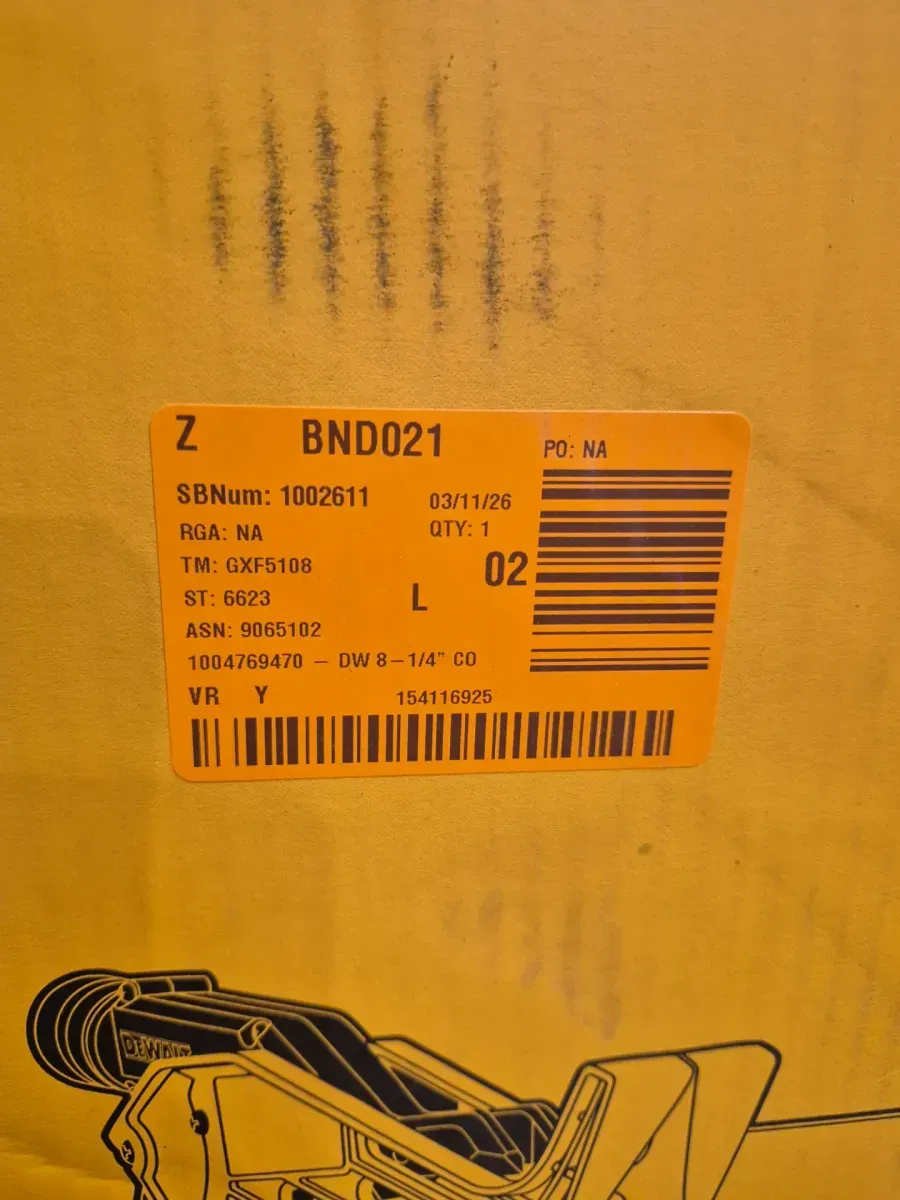 Z BND021 PO: NA
SBNum: 1002611 03/11/26
RGA: NA QTY: 1
TM: GXF5108 02
ST: 6623 L
ASN: 9065102
1004769470 – DW 8–1/4” CO
VR Y 154116925
DEWALT